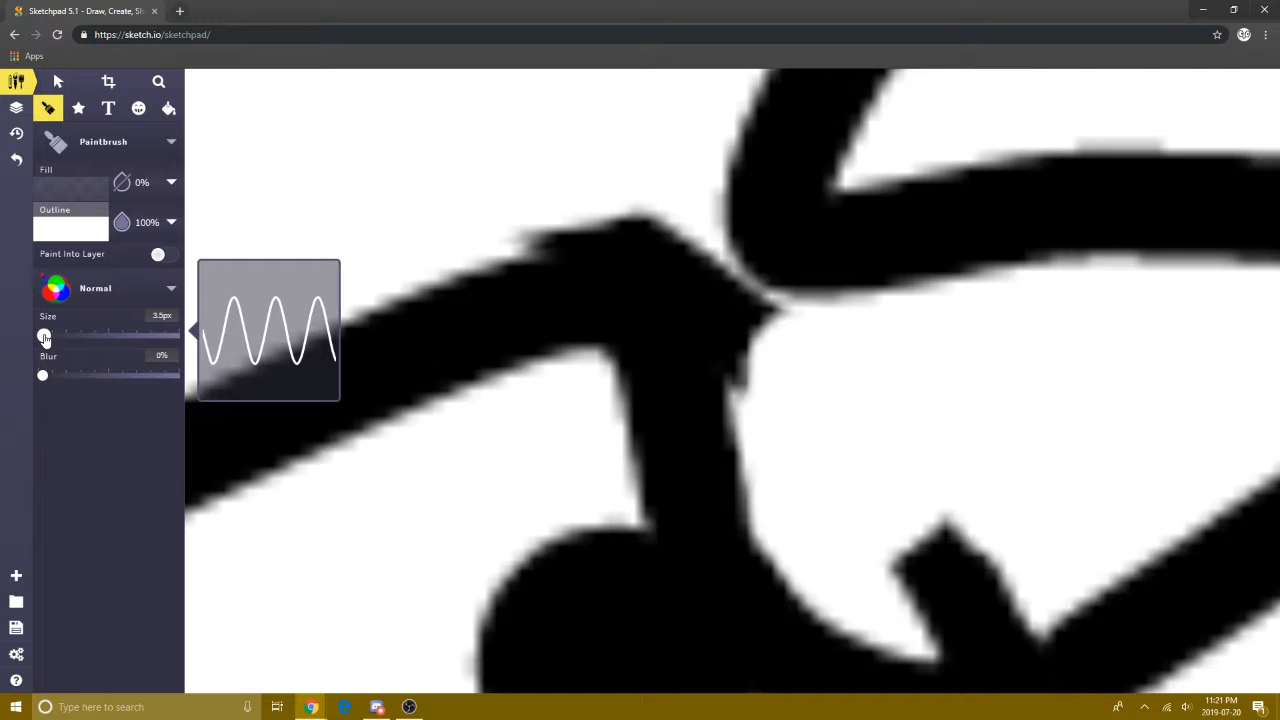 Sketchpad 5.1 - Draw, Create, Sh
https://sketch.io/sketchpad/
Apps
T
Paintbrush
Fill
0%
Outline
100%
Paint Into Layer
Normal
Size
3.5px
Blur
0%
Type here to search
11:21 PM
2019-07-20
1